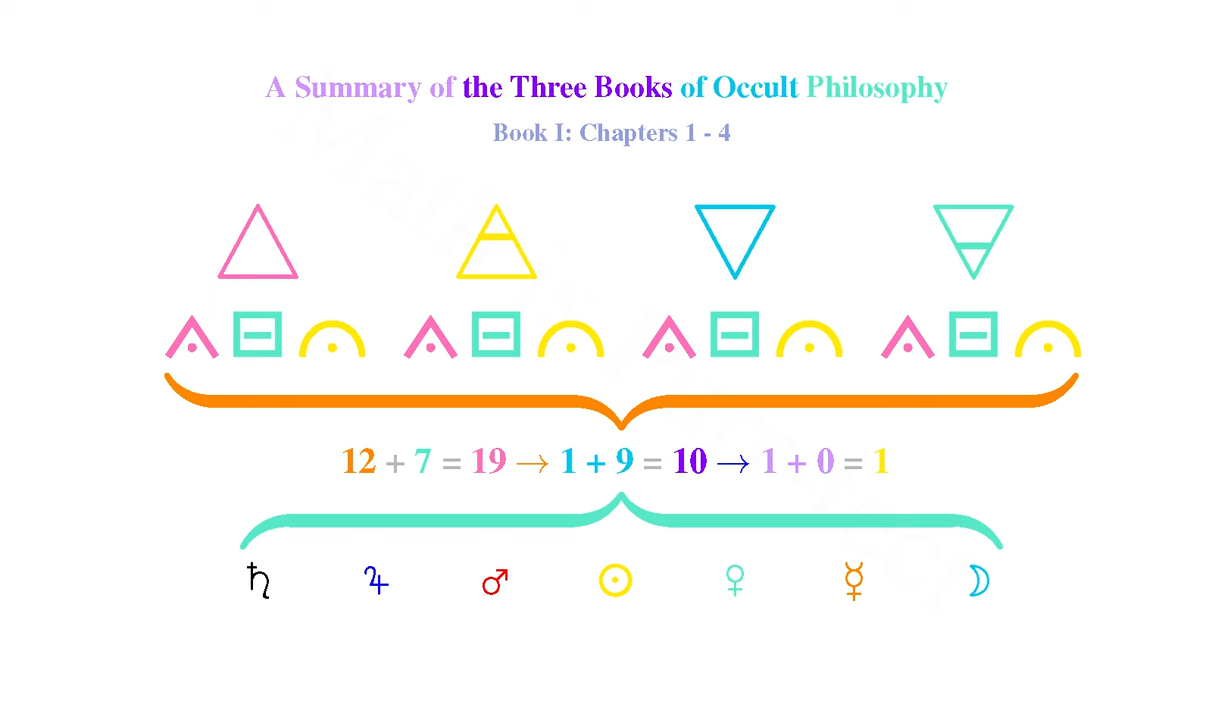 A Summary of the Three Books of Occult Philosophy
Book I: Chapters 1 - 4
12 + 7 = 19 → 1 + 9 = 10 → 1 + 0 = 1
♄ ♃ ♂ ☉ ♀ ☿ ☽